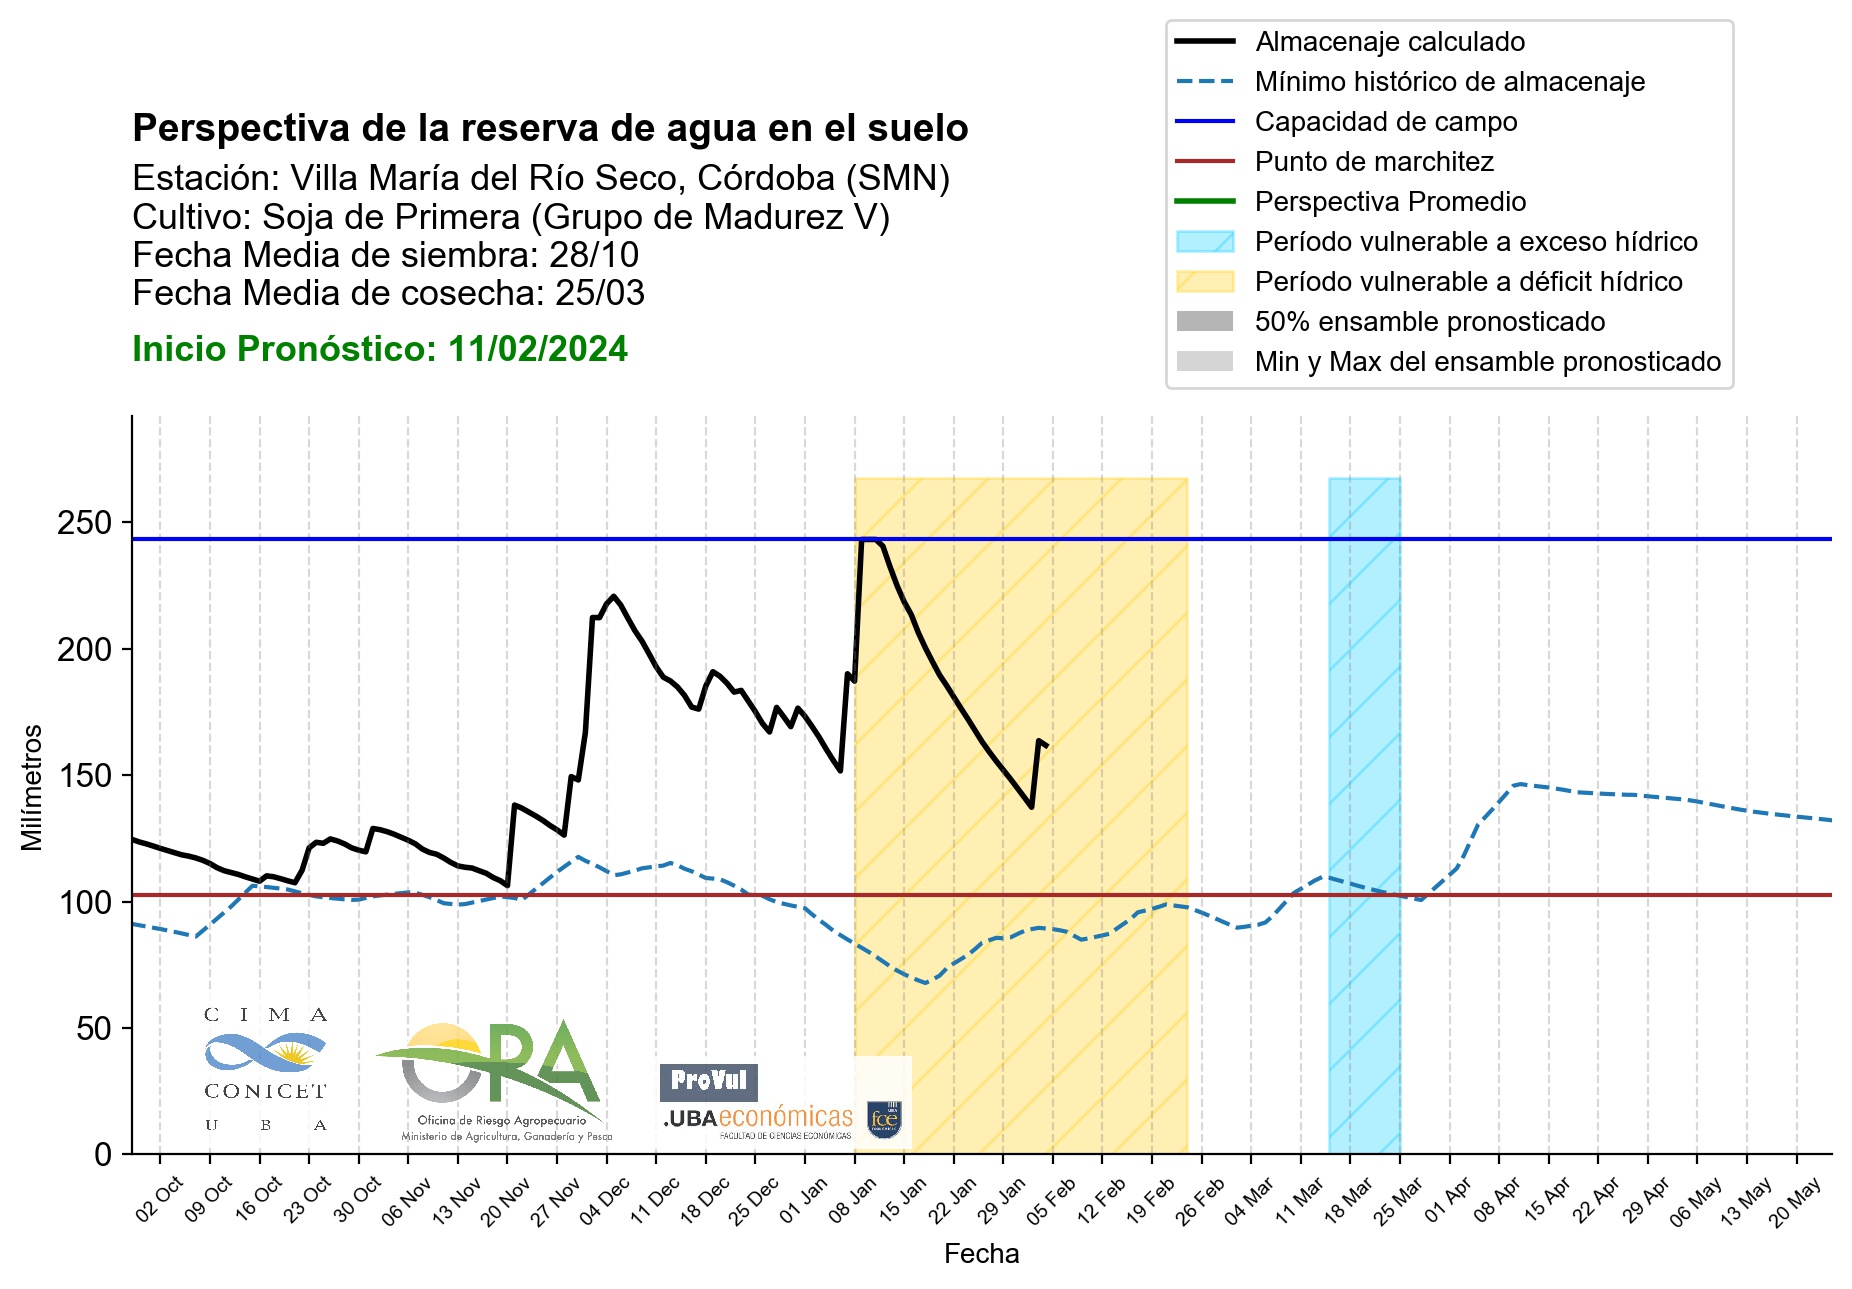 Almacenaje calculado
Mínimo histórico de almacenaje
Capacidad de campo
Punto de marchitez
Perspectiva Promedio
Período vulnerable a exceso hídrico
Período vulnerable a déficit hídrico
50% ensamble pronosticado
Min y Max del ensamble pronosticado
Perspectiva de la reserva de agua en el suelo
Estación: Villa María del Río Seco, Córdoba (SMN)
Cultivo: Soja de Primera (Grupo de Madurez V)
Fecha Media de siembra: 28/10
Fecha Media de cosecha: 25/03
Inicio Pronóstico: 11/02/2024
250
200
150
100
50
0
Milímetros
CIMA
CONICET
UBA
ORA
Oficina de Riesgo Agropecuario
Ministerio de Agricultura, Ganadería y Pesca
ProVul
.UBAeconómicas
FACULTAD DE CIENCIAS ECONÓMICAS
fce
02 Oct
09 Oct
16 Oct
23 Oct
30 Oct
06 Nov
13 Nov
20 Nov
27 Nov
04 Dec
11 Dec
18 Dec
25 Dec
01 Jan
08 Jan
15 Jan
22 Jan
29 Jan
05 Feb
12 Feb
19 Feb
26 Feb
04 Mar
11 Mar
18 Mar
25 Mar
01 Apr
08 Apr
15 Apr
22 Apr
29 Apr
06 May
13 May
20 May
Fecha